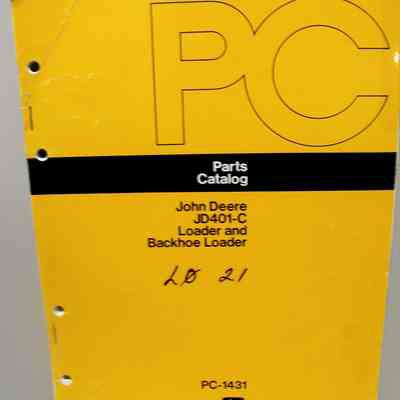 PC
Parts
Catalog
John Deere
JD401-C
Loader and
Backhoe Loader
LD 21
PC-1431